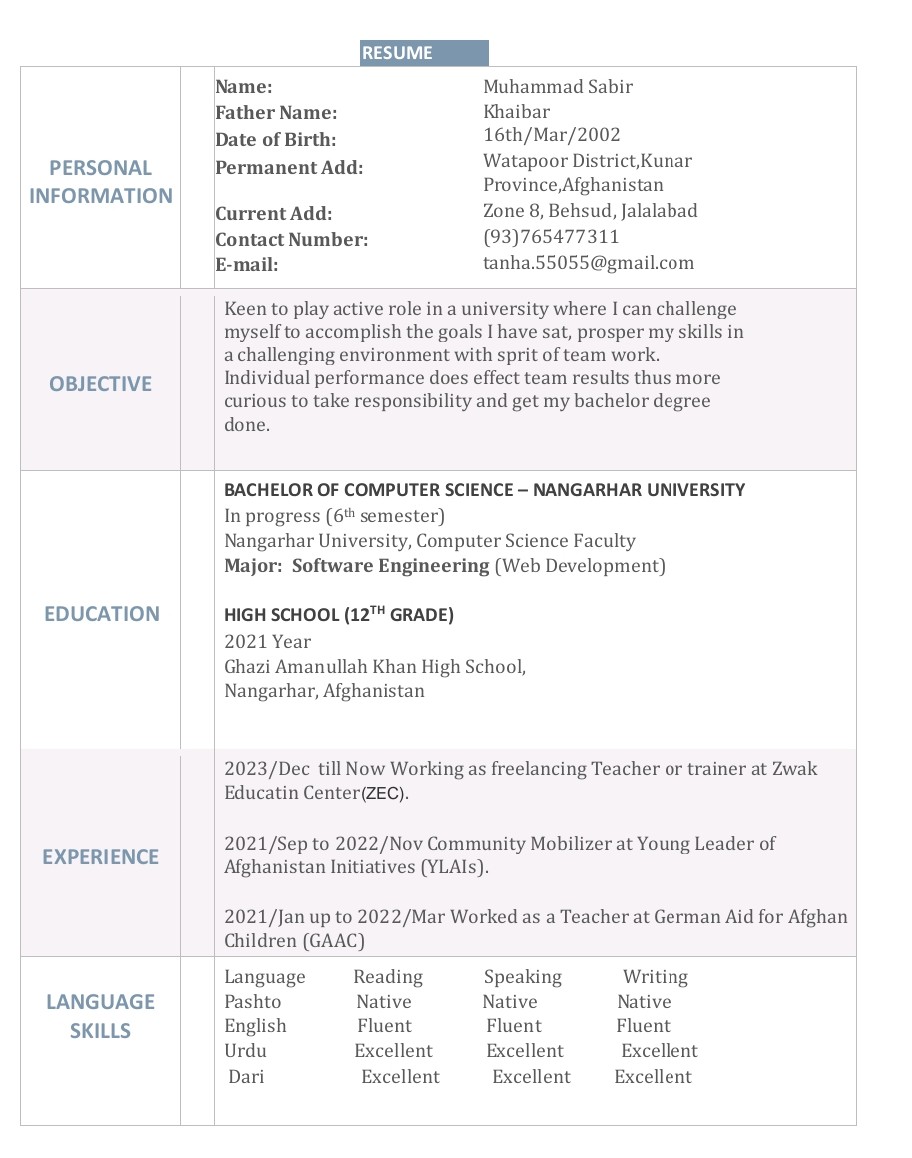 RESUME
PERSONAL
INFORMATION
Name: Muhammad Sabir
Father Name: Khaibar
Date of Birth: 16th/Mar/2002
Permanent Add: Watapoor District,Kunar
Province,Afghanistan
Current Add: Zone 8, Behsud, Jalalabad
Contact Number: (93)765477311
E-mail: tanha.55055@gmail.com
OBJECTIVE
Keen to play active role in a university where I can challenge
myself to accomplish the goals I have sat, prosper my skills in
a challenging environment with sprit of team work.
Individual performance does effect team results thus more
curious to take responsibility and get my bachelor degree
done.
EDUCATION
BACHELOR OF COMPUTER SCIENCE – NANGARHAR UNIVERSITY
In progress (6th semester)
Nangarhar University, Computer Science Faculty
Major: Software Engineering (Web Development)
HIGH SCHOOL (12TH GRADE)
2021 Year
Ghazi Amanullah Khan High School,
Nangarhar, Afghanistan
EXPERIENCE
2023/Dec till Now Working as freelancing Teacher or trainer at Zwak
Educatin Center(ZEC).
2021/Sep to 2022/Nov Community Mobilizer at Young Leader of
Afghanistan Initiatives (YLAIs).
2021/Jan up to 2022/Mar Worked as a Teacher at German Aid for Afghan
Children (GAAC)
LANGUAGE
SKILLS
Language Reading Speaking Writing
Pashto Native Native Native
English Fluent Fluent Fluent
Urdu Excellent Excellent Excellent
Dari Excellent Excellent Excellent